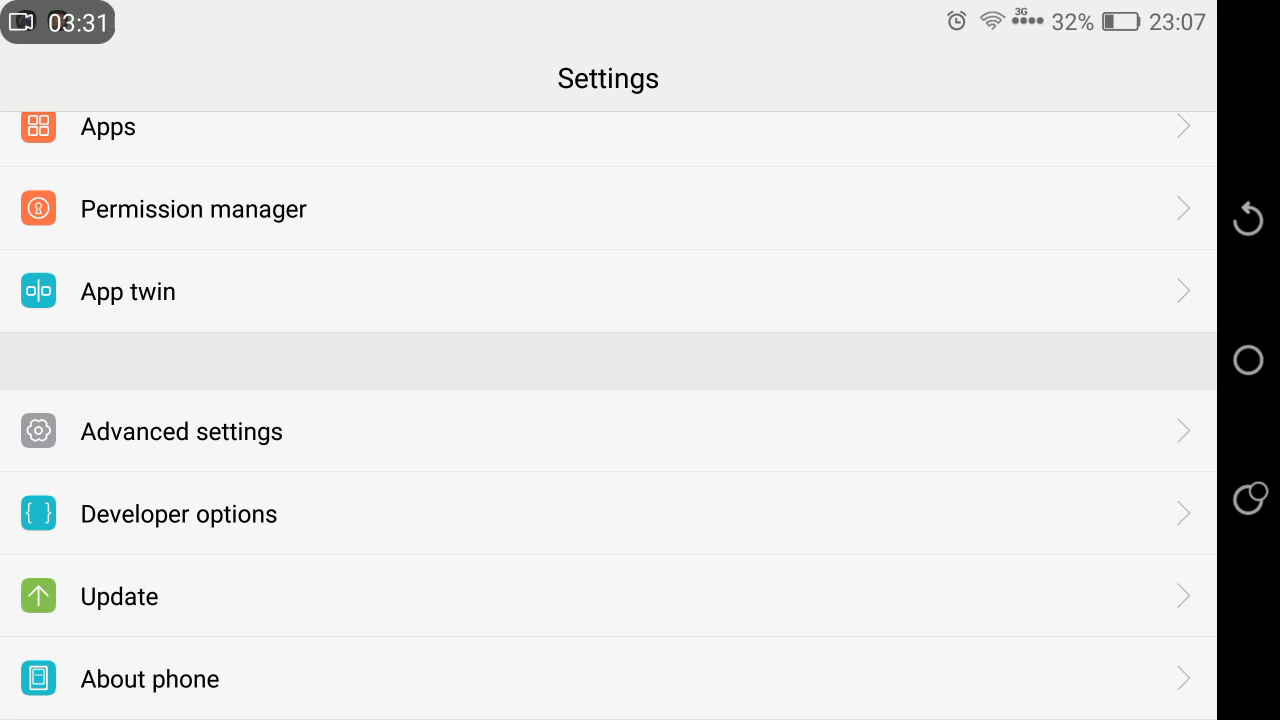 03:31
3G
32%
23:07
Settings
Apps
Permission manager
App twin
Advanced settings
Developer options
Update
About phone